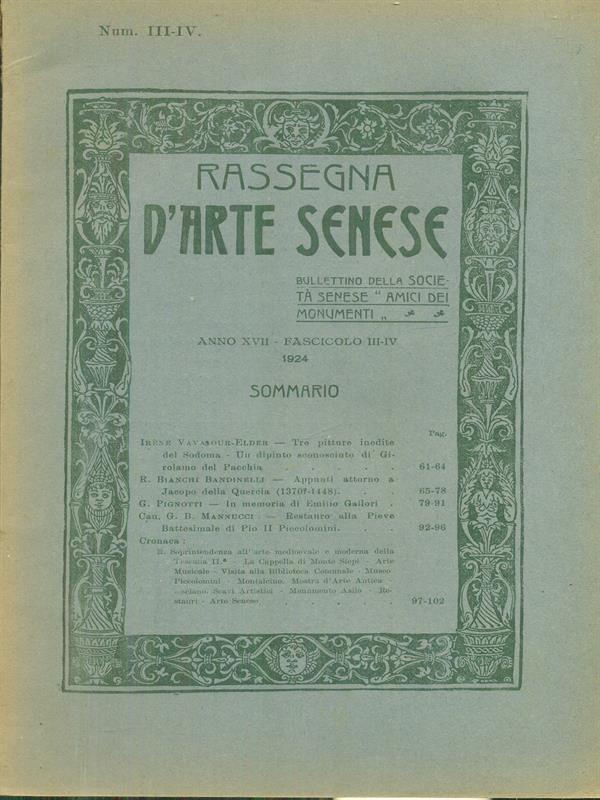 Num. III-IV.
RASSEGNA
D'ARTE SENESE
BULLETTINO DELLA SOCIE-
TÀ SENESE " AMICI DEI
MONUMENTI „
ANNO XVII - FASCICOLO III-IV
1924
SOMMARIO
Pag.
IRÈNE VAVASOUR-ELDER — Tre pitture inedite
del Sodoma - Un dipinto sconosciuto di Gi-
rolamo del Pacchia . . . . . 61-64
R. BIANCHI BANDINELLI — Appunti attorno a
Jacopo della Quercia (1370?-1448). . . 65-78
G. PIGNOTTI — In memoria di Emilio Gallori . 79-91
Can. G. B. MANNUCCI — Restauro alla Pieve
Battesimale di Pio II Piccolomini. . . 92-96
Cronaca :
R. Soprintendenza all'arte medioevale e moderna della
Toscana II.ª - La Cappella di Monte Siepi - Arte
Musicale - Visita alla Biblioteca Comunale - Museo
Piccolomini - Montalcino. Mostra d'Arte Antica
- sciano. Scavi Artistici - Monumento Asilo - Re-
stauri - Arte Senese . . . . . . 97-102